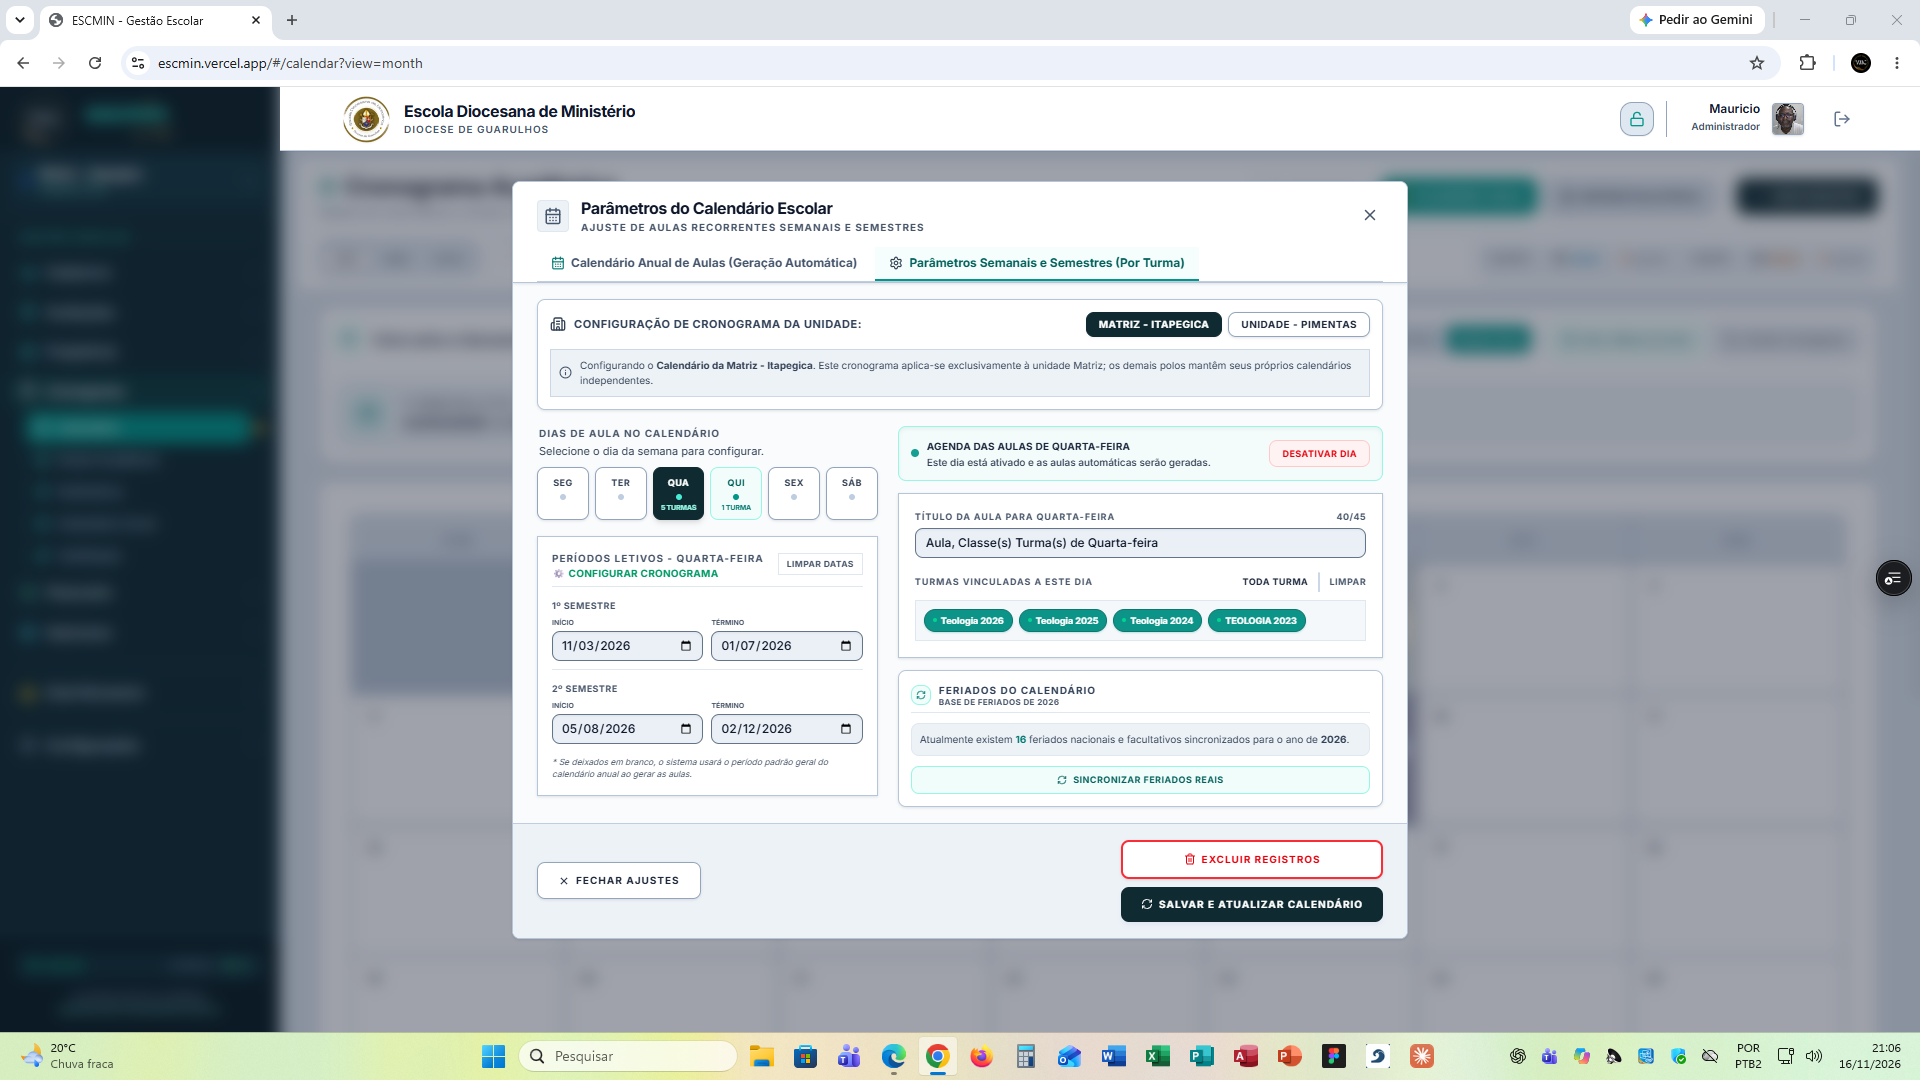 ESCMIN - Gestão Escolar
Pedir ao Gemini
escmin.vercel.app/#/calendar?view=month
Escola Diocesana de Ministério
DIOCESE DE GUARULHOS
Mauricio
Administrador
Parâmetros do Calendário Escolar
AJUSTE DE AULAS RECORRENTES SEMANAIS E SEMESTRES
Calendário Anual de Aulas (Geração Automática)
Parâmetros Semanais e Semestres (Por Turma)
CONFIGURAÇÃO DE CRONOGRAMA DA UNIDADE:
MATRIZ - ITAPEGICA
UNIDADE - PIMENTAS
Configurando o Calendário da Matriz - Itapegica. Este cronograma aplica-se exclusivamente à unidade Matriz; os demais polos mantêm seus próprios calendários
independentes.
DIAS DE AULA NO CALENDÁRIO
Selecione o dia da semana para configurar.
SEG
TER
QUA
5 TURMAS
QUI
1 TURMA
SEX
SÁB
PERÍODOS LETIVOS - QUARTA-FEIRA
CONFIGURAR CRONOGRAMA
LIMPAR DATAS
1º SEMESTRE
INÍCIO
TÉRMINO
11/03/2026
01/07/2026
2º SEMESTRE
INÍCIO
TÉRMINO
05/08/2026
02/12/2026
* Se deixados em branco, o sistema usará o período padrão geral do
calendário anual ao gerar as aulas.
AGENDA DAS AULAS DE QUARTA-FEIRA
Este dia está ativado e as aulas automáticas serão geradas.
DESATIVAR DIA
TÍTULO DA AULA PARA QUARTA-FEIRA
40/45
Aula, Classe(s) Turma(s) de Quarta-feira
TURMAS VINCULADAS A ESTE DIA
TODA TURMA
LIMPAR
Teologia 2026
Teologia 2025
Teologia 2024
TEOLOGIA 2023
FERIADOS DO CALENDÁRIO
BASE DE FERIADOS DE 2026
Atualmente existem 16 feriados nacionais e facultativos sincronizados para o ano de 2026.
SINCRONIZAR FERIADOS REAIS
FECHAR AJUSTES
EXCLUIR REGISTROS
SALVAR E ATUALIZAR CALENDÁRIO
20°C
Chuva fraca
Pesquisar
POR
PTB2
21:06
16/11/2026